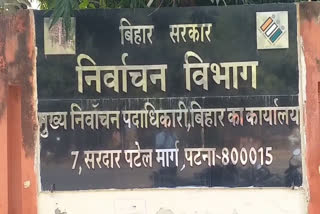 बिहार सरकार
निर्वाचन विभाग
मुख्य निर्वाचन पदाधिकारी,बिहार का कार्यालय
7, सरदार पटेल मार्ग, पटना-800015